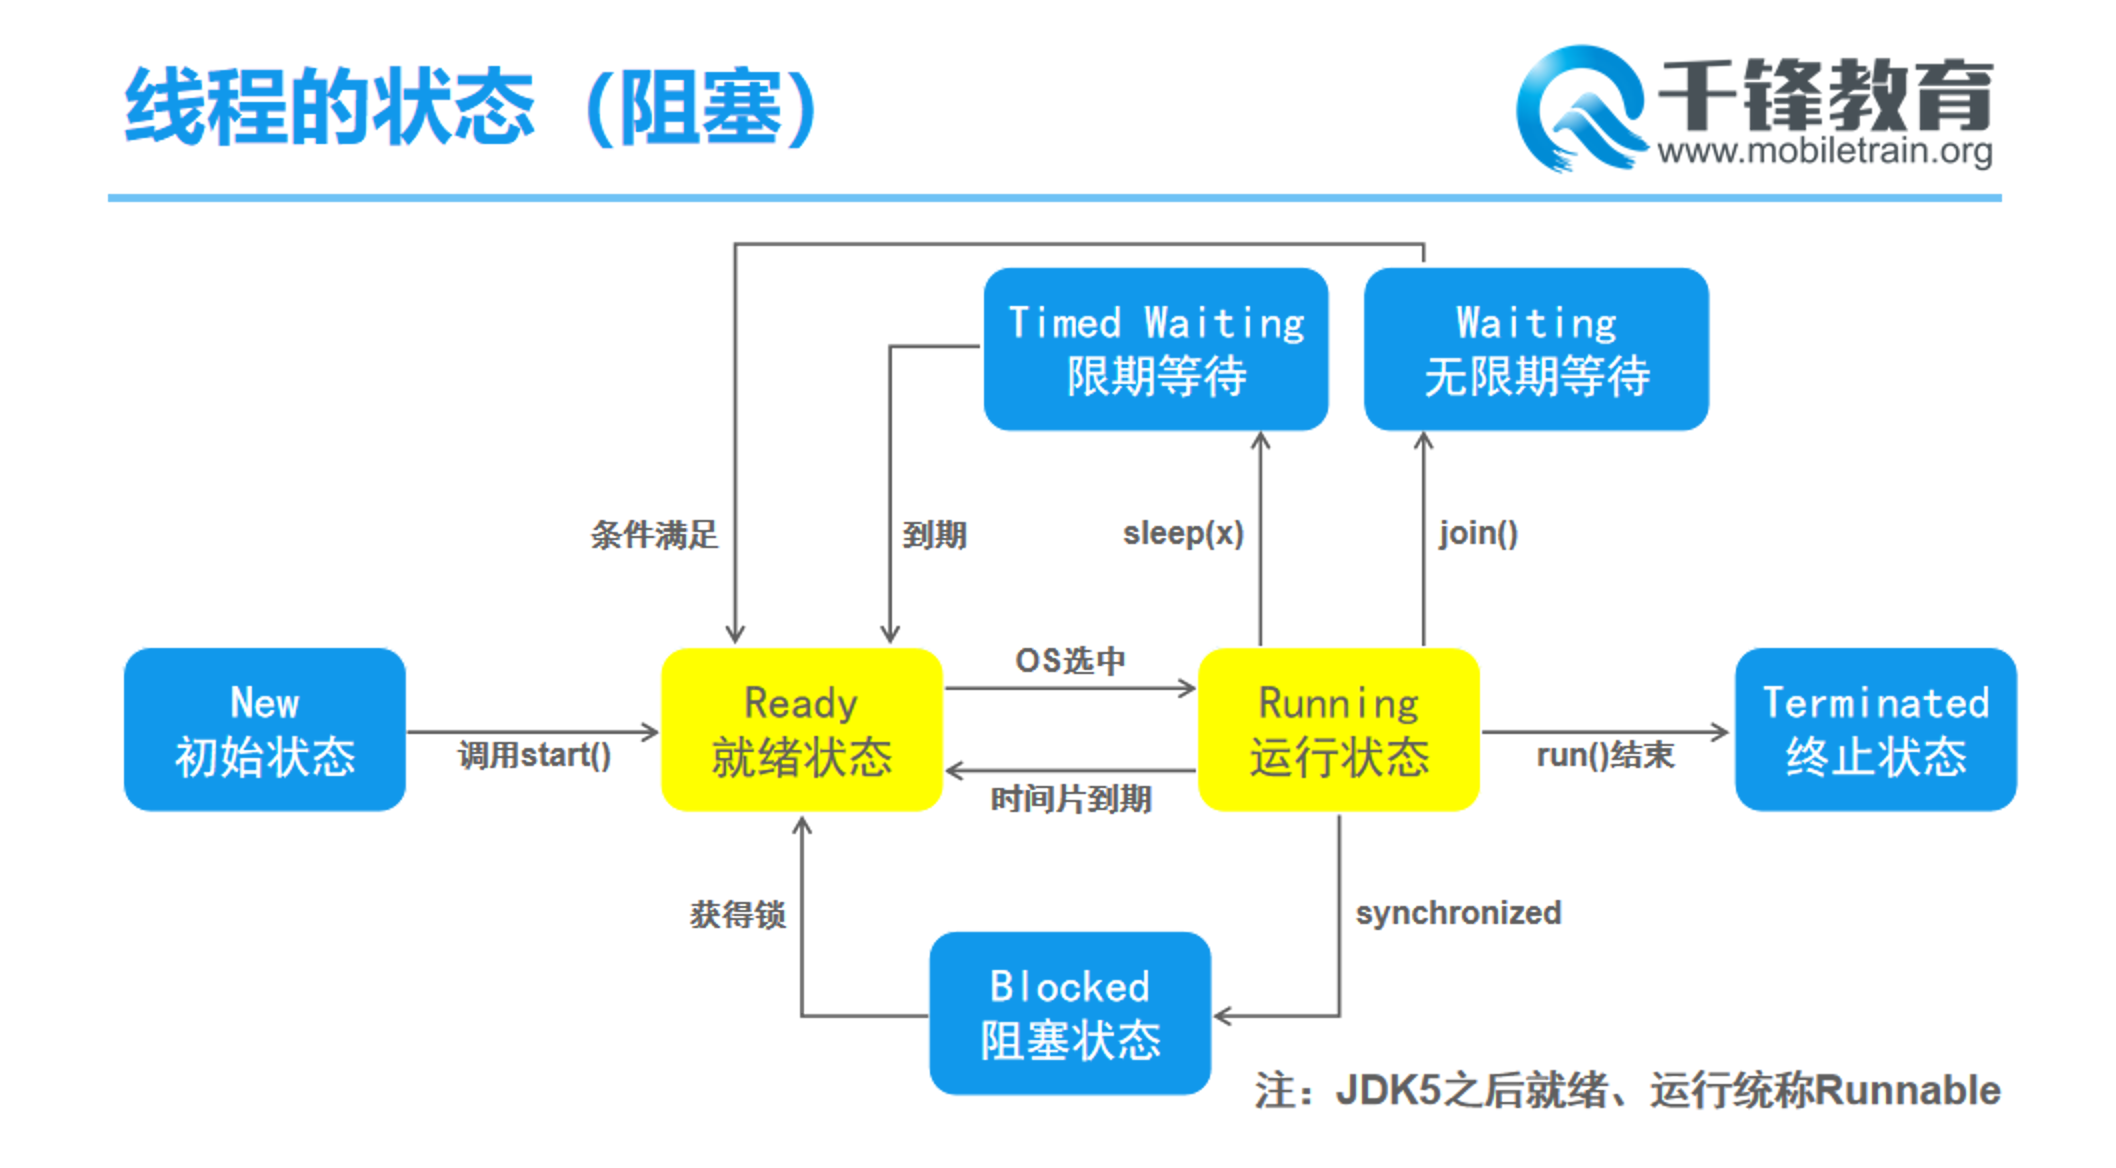 线程的状态（阻塞）
千锋教育
www.mobiletrain.org
Timed Waiting
限期等待
Waiting
无限期等待
条件满足
到期
sleep(x)
join()
New
初始状态
调用start()
Ready
就绪状态
OS选中
时间片到期
Running
运行状态
run()结束
Terminated
终止状态
获得锁
synchronized
Blocked
阻塞状态
注：JDK5之后就绪、运行统称Runnable